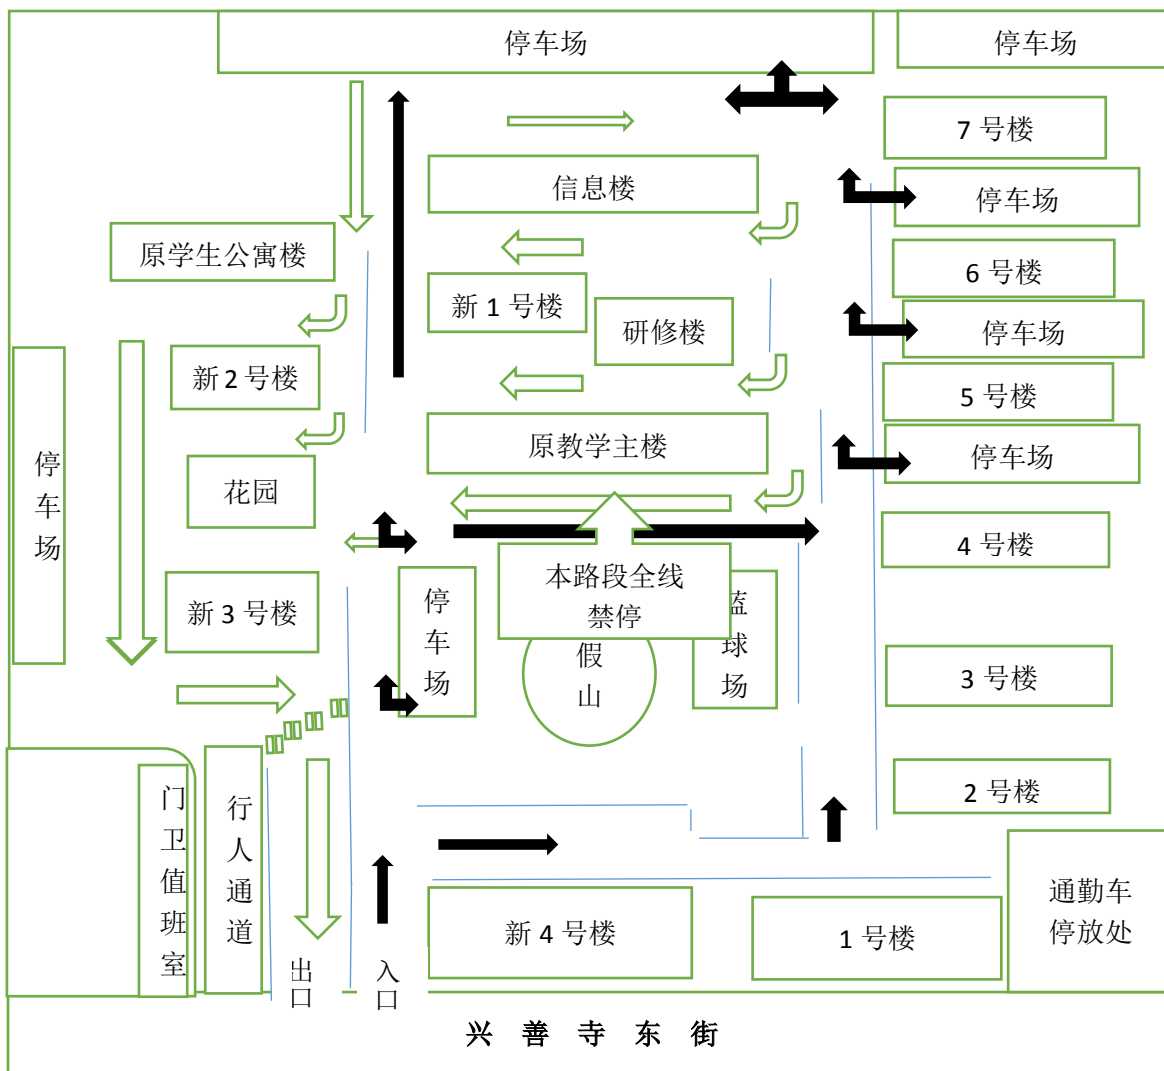 停车场
停车场
7 号楼
信息楼
停车场
原学生公寓楼
6 号楼
新 1 号楼
研修楼
停车场
新 2 号楼
5 号楼
原教学主楼
停车场
停车场
花园
4 号楼
本路段全线
禁停
新 3 号楼
停车场
假山
篮球场
3 号楼
2 号楼
门卫值班室
行人通道
通勤车
停放处
新 4 号楼
1 号楼
出口
入口
兴善寺东街